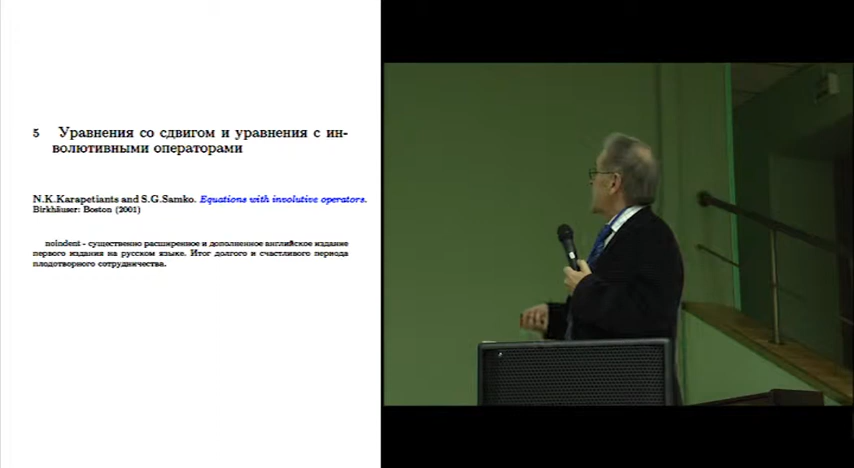 5 Уравнения со сдвигом и уравнения с ин-
волютивными операторами
N.K.Karapetiants and S.G.Samko. Equations with involutive operators.
Birkhäuser: Boston (2001)
noindent - существенно расширенное и дополненное английское издание
первого издания на русском языке. Итог долгого и счастливого периода
плодотворного сотрудничества.